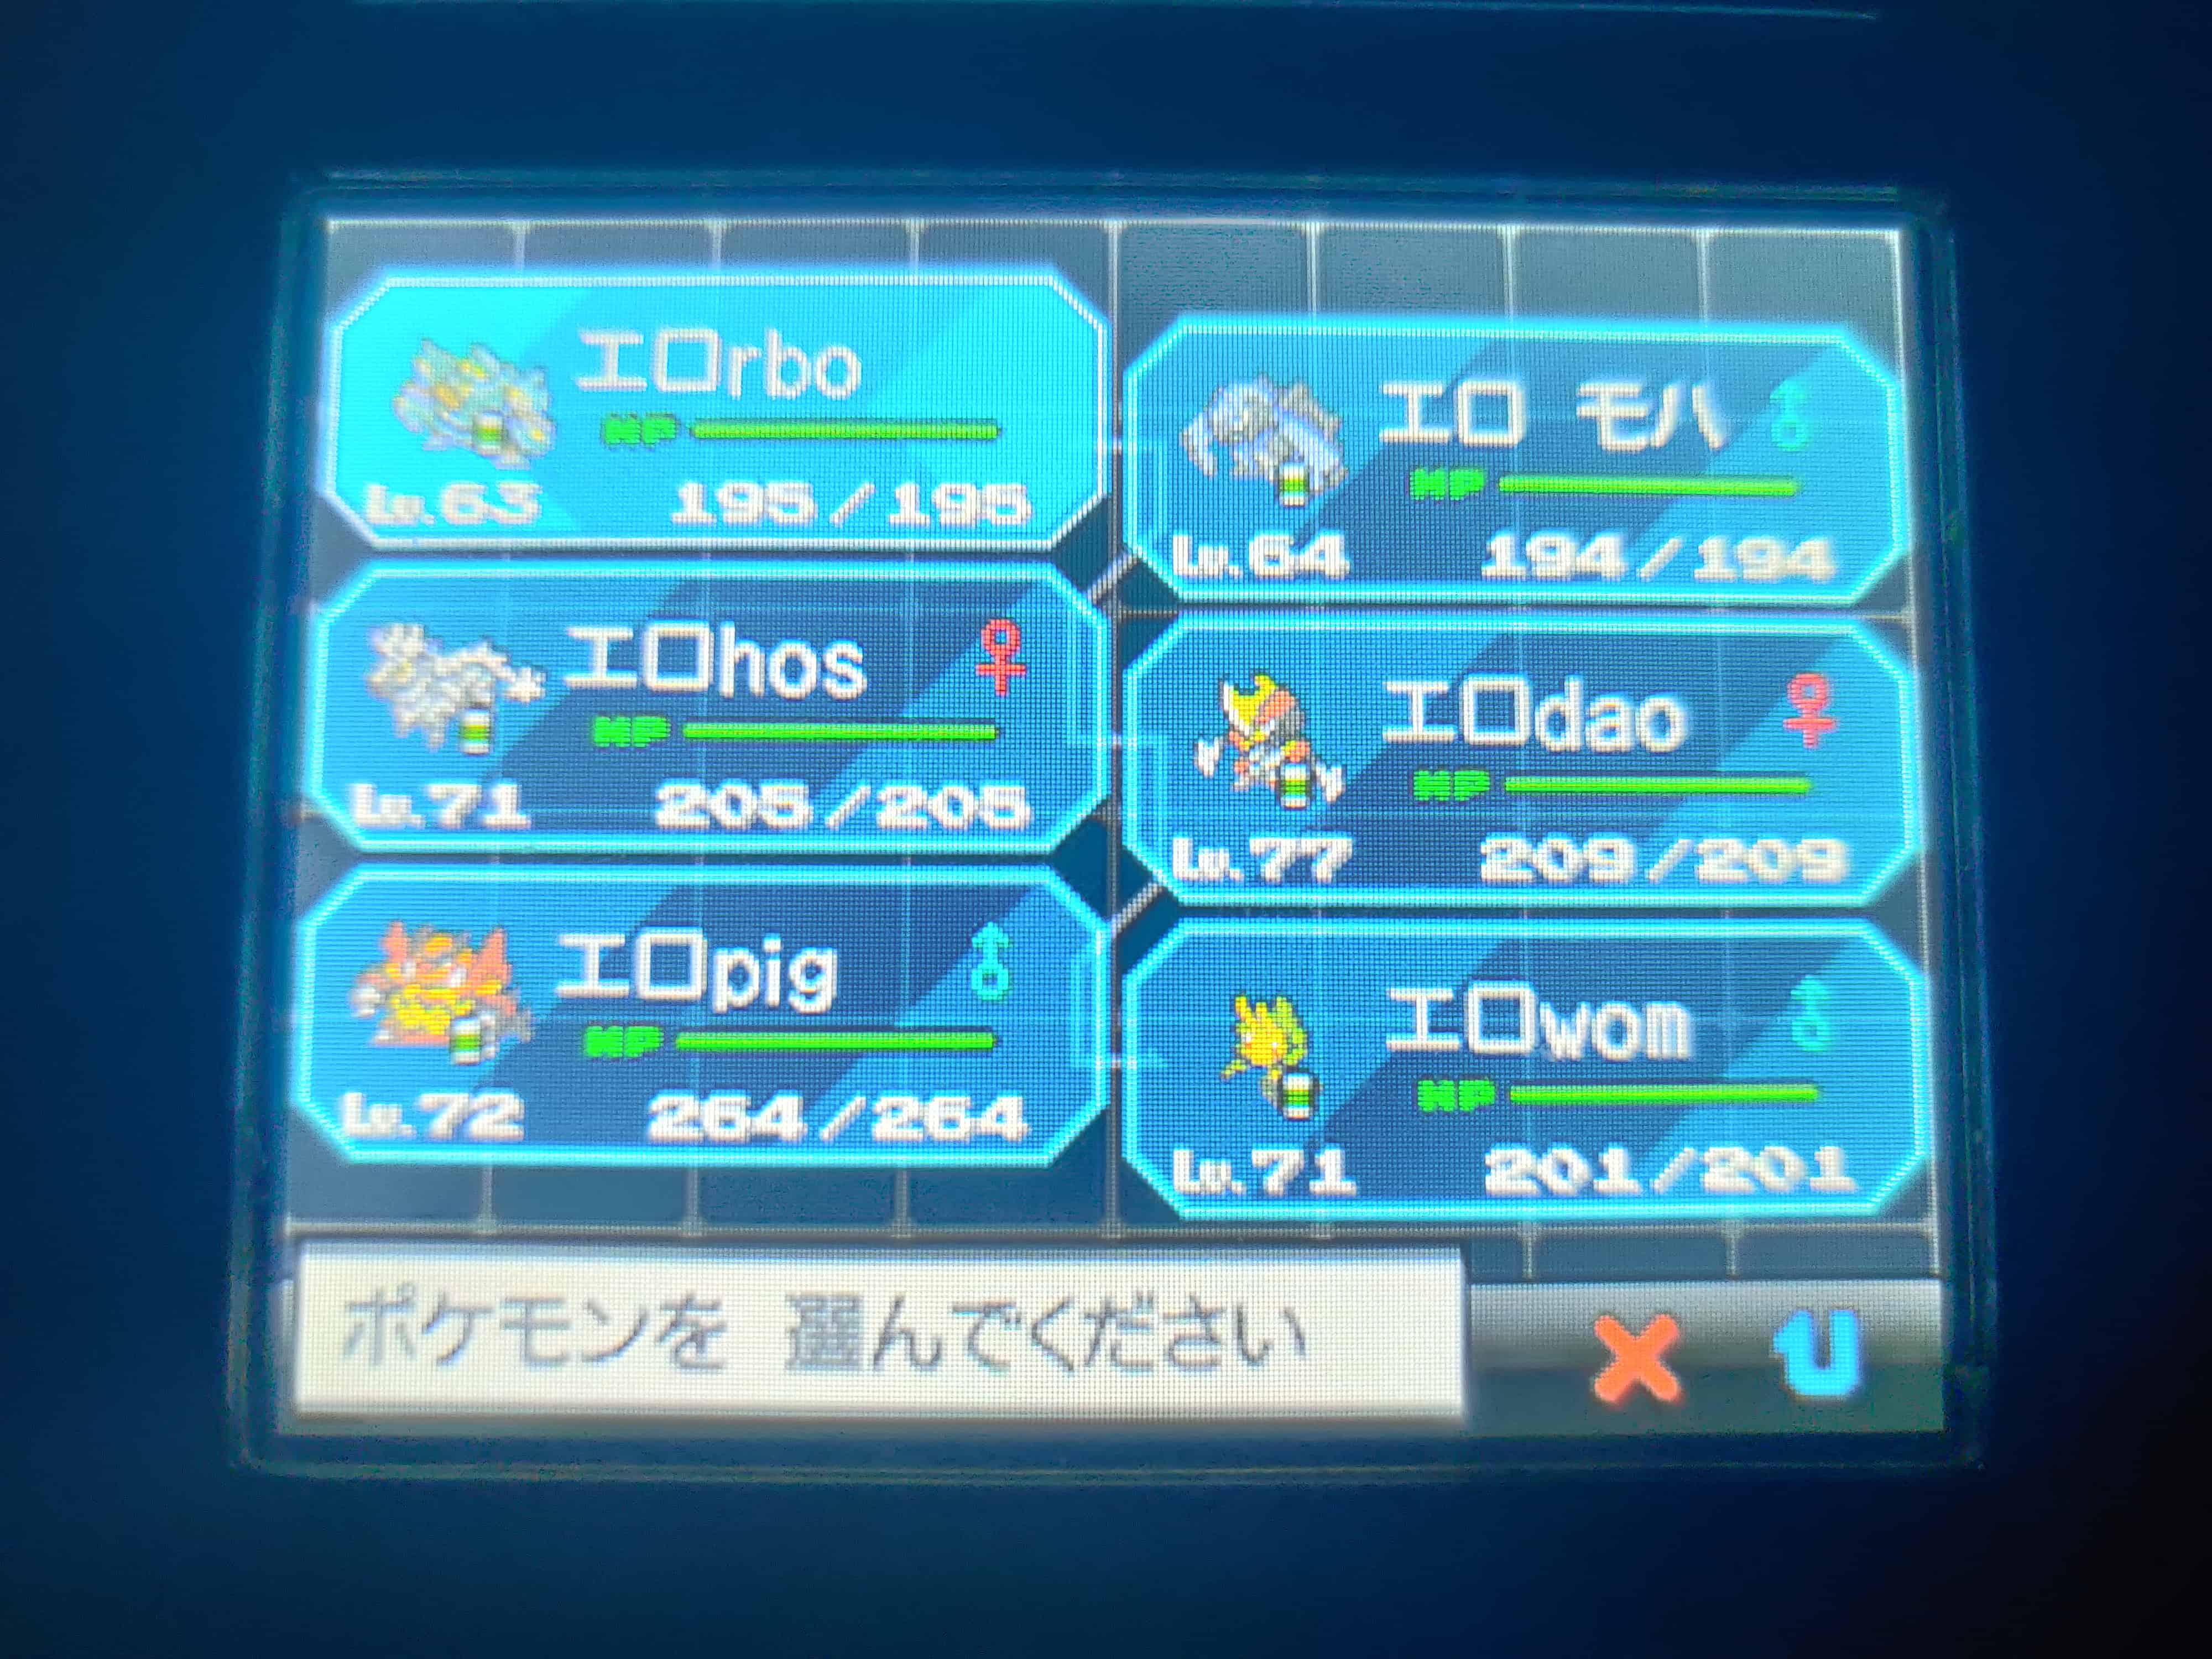 エロrbo
HP
Lv.63 195/195
エロ モハ ♂
HP
Lv.64 194/194
エロhos ♀
HP
Lv.71 205/205
エロdao ♀
HP
Lv.77 209/209
エロpig ♂
HP
Lv.72 264/264
エロwom ♂
HP
Lv.71 201/201
ポケモンを 選んでください